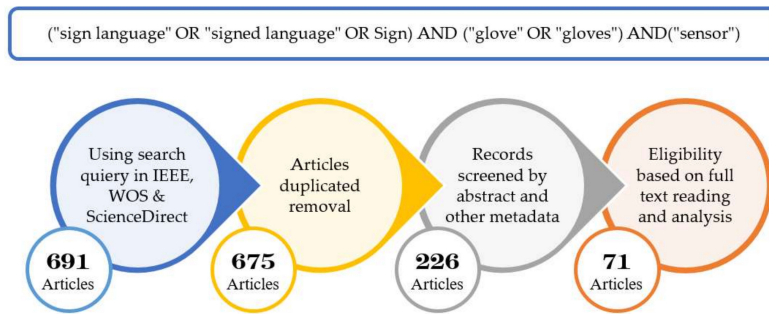 ("sign language" OR "signed language" OR Sign) AND ("glove" OR "gloves") AND("sensor")
Using search
quiery in IEEE,
WOS &
ScienceDirect
691
Articles
Articles
duplicated
removal
675
Articles
Records
screened by
abstract and
other metadata
226
Articles
Eligibility
based on full
text reading
and analysis
71
Articles